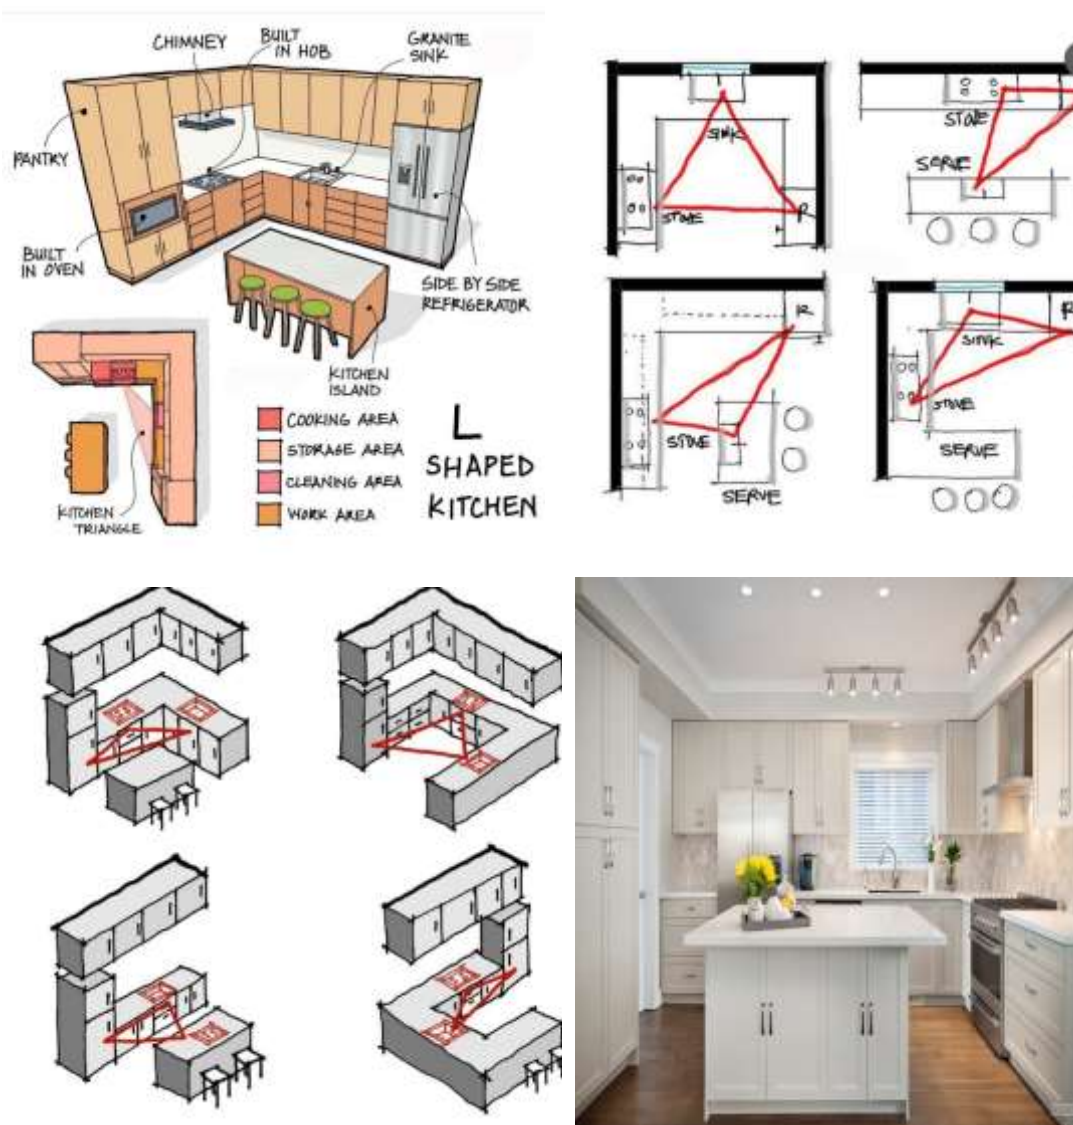 CHIMNEY
BUILT
IN HOB
GRANITE
SINK
PANTRY
BUILT
IN OVEN
SIDE BY SIDE
REFRIGERATOR
KITCHEN
ISLAND
COOKING AREA
STORAGE AREA
CLEANING AREA
WORK AREA
KITCHEN
TRIANGLE
L
SHAPED
KITCHEN
SINK
STOVE
R
STOVE
SERVE
R
STOVE
SERVE
R
SINK
STOVE
SERVE